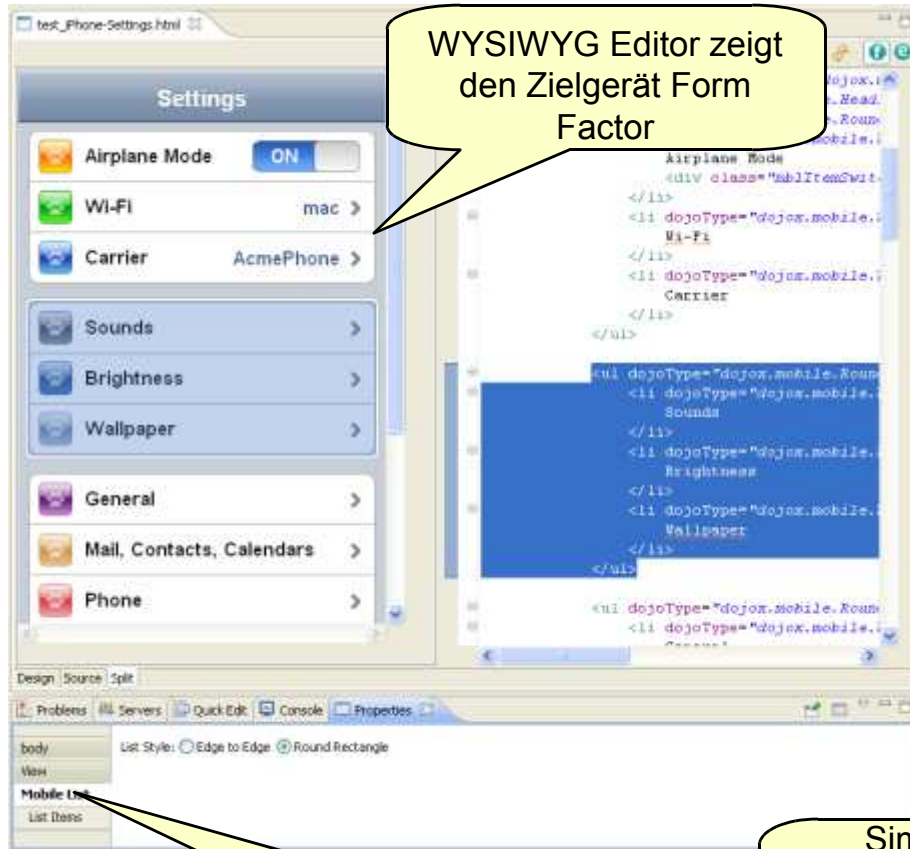 test_iPhone-Settings.html
WYSIWYG Editor zeigt
den Zielgerät Form
Factor
Settings
Airplane Mode ON
Wi-Fi mac
Carrier AcmePhone
Sounds
Brightness
Wallpaper
General
Mail, Contacts, Calendars
Phone
Airplane Mode
<div class="mblItemSwit
</li>
<li dojoType="dojox.mobile.
Wi-Fi
</li>
<li dojoType="dojox.mobile.
Carrier
</li>
</ul>
<ul dojoType="dojox.mobile.Roun
<li dojoType="dojox.mobile.
Sounds
</li>
<li dojoType="dojox.mobile.
Brightness
</li>
<li dojoType="dojox.mobile.
Wallpaper
</li>
</ul>
<ul dojoType="dojox.mobile.Roun
<li dojoType="dojox.mobile.
Design Source Split
Problems Servers Quick Edit Console Properties
body
View
Mobile List
List Items
List Style: Edge to Edge Round Rectangle
Sin